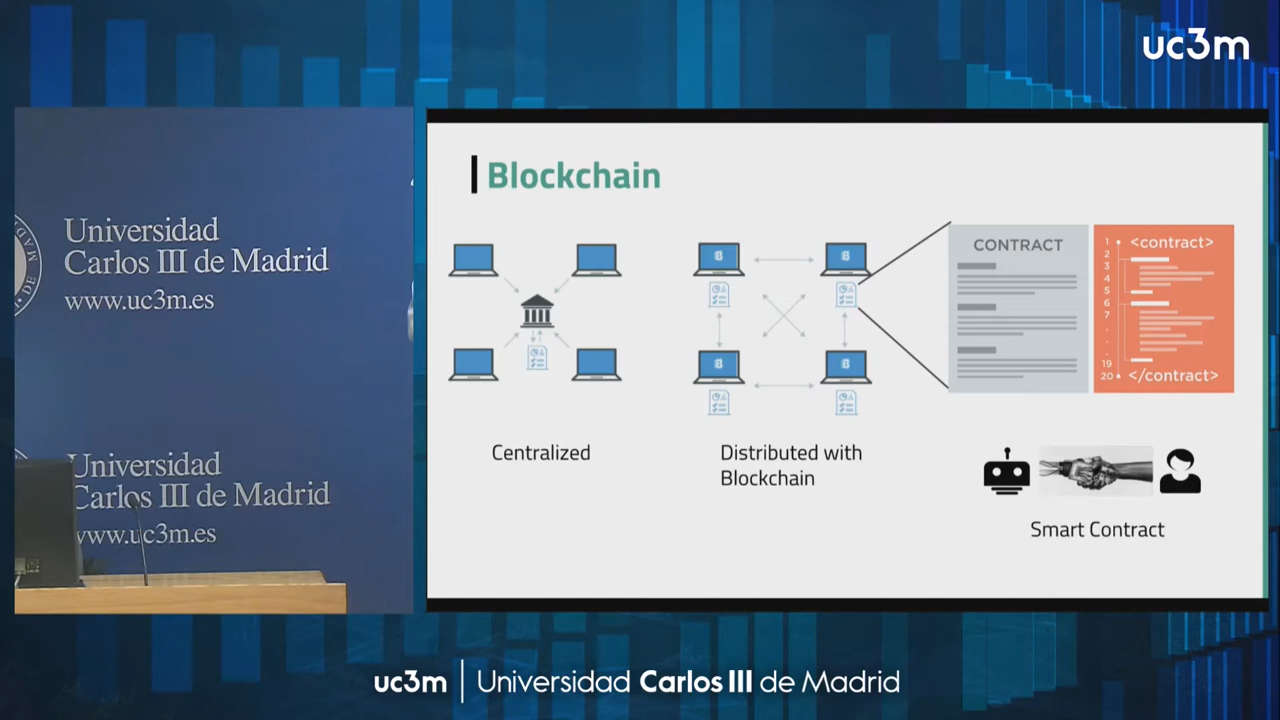 uc3m
Universidad
Carlos III de Madrid
www.uc3m.es
Universidad
Carlos III de Madrid
www.uc3m.es
Blockchain
Centralized
Distributed with
Blockchain
CONTRACT
1
2
3
4
5
6
7
.
.
.
19
20
<contract>
</contract>
Smart Contract
uc3m | Universidad Carlos III de Madrid